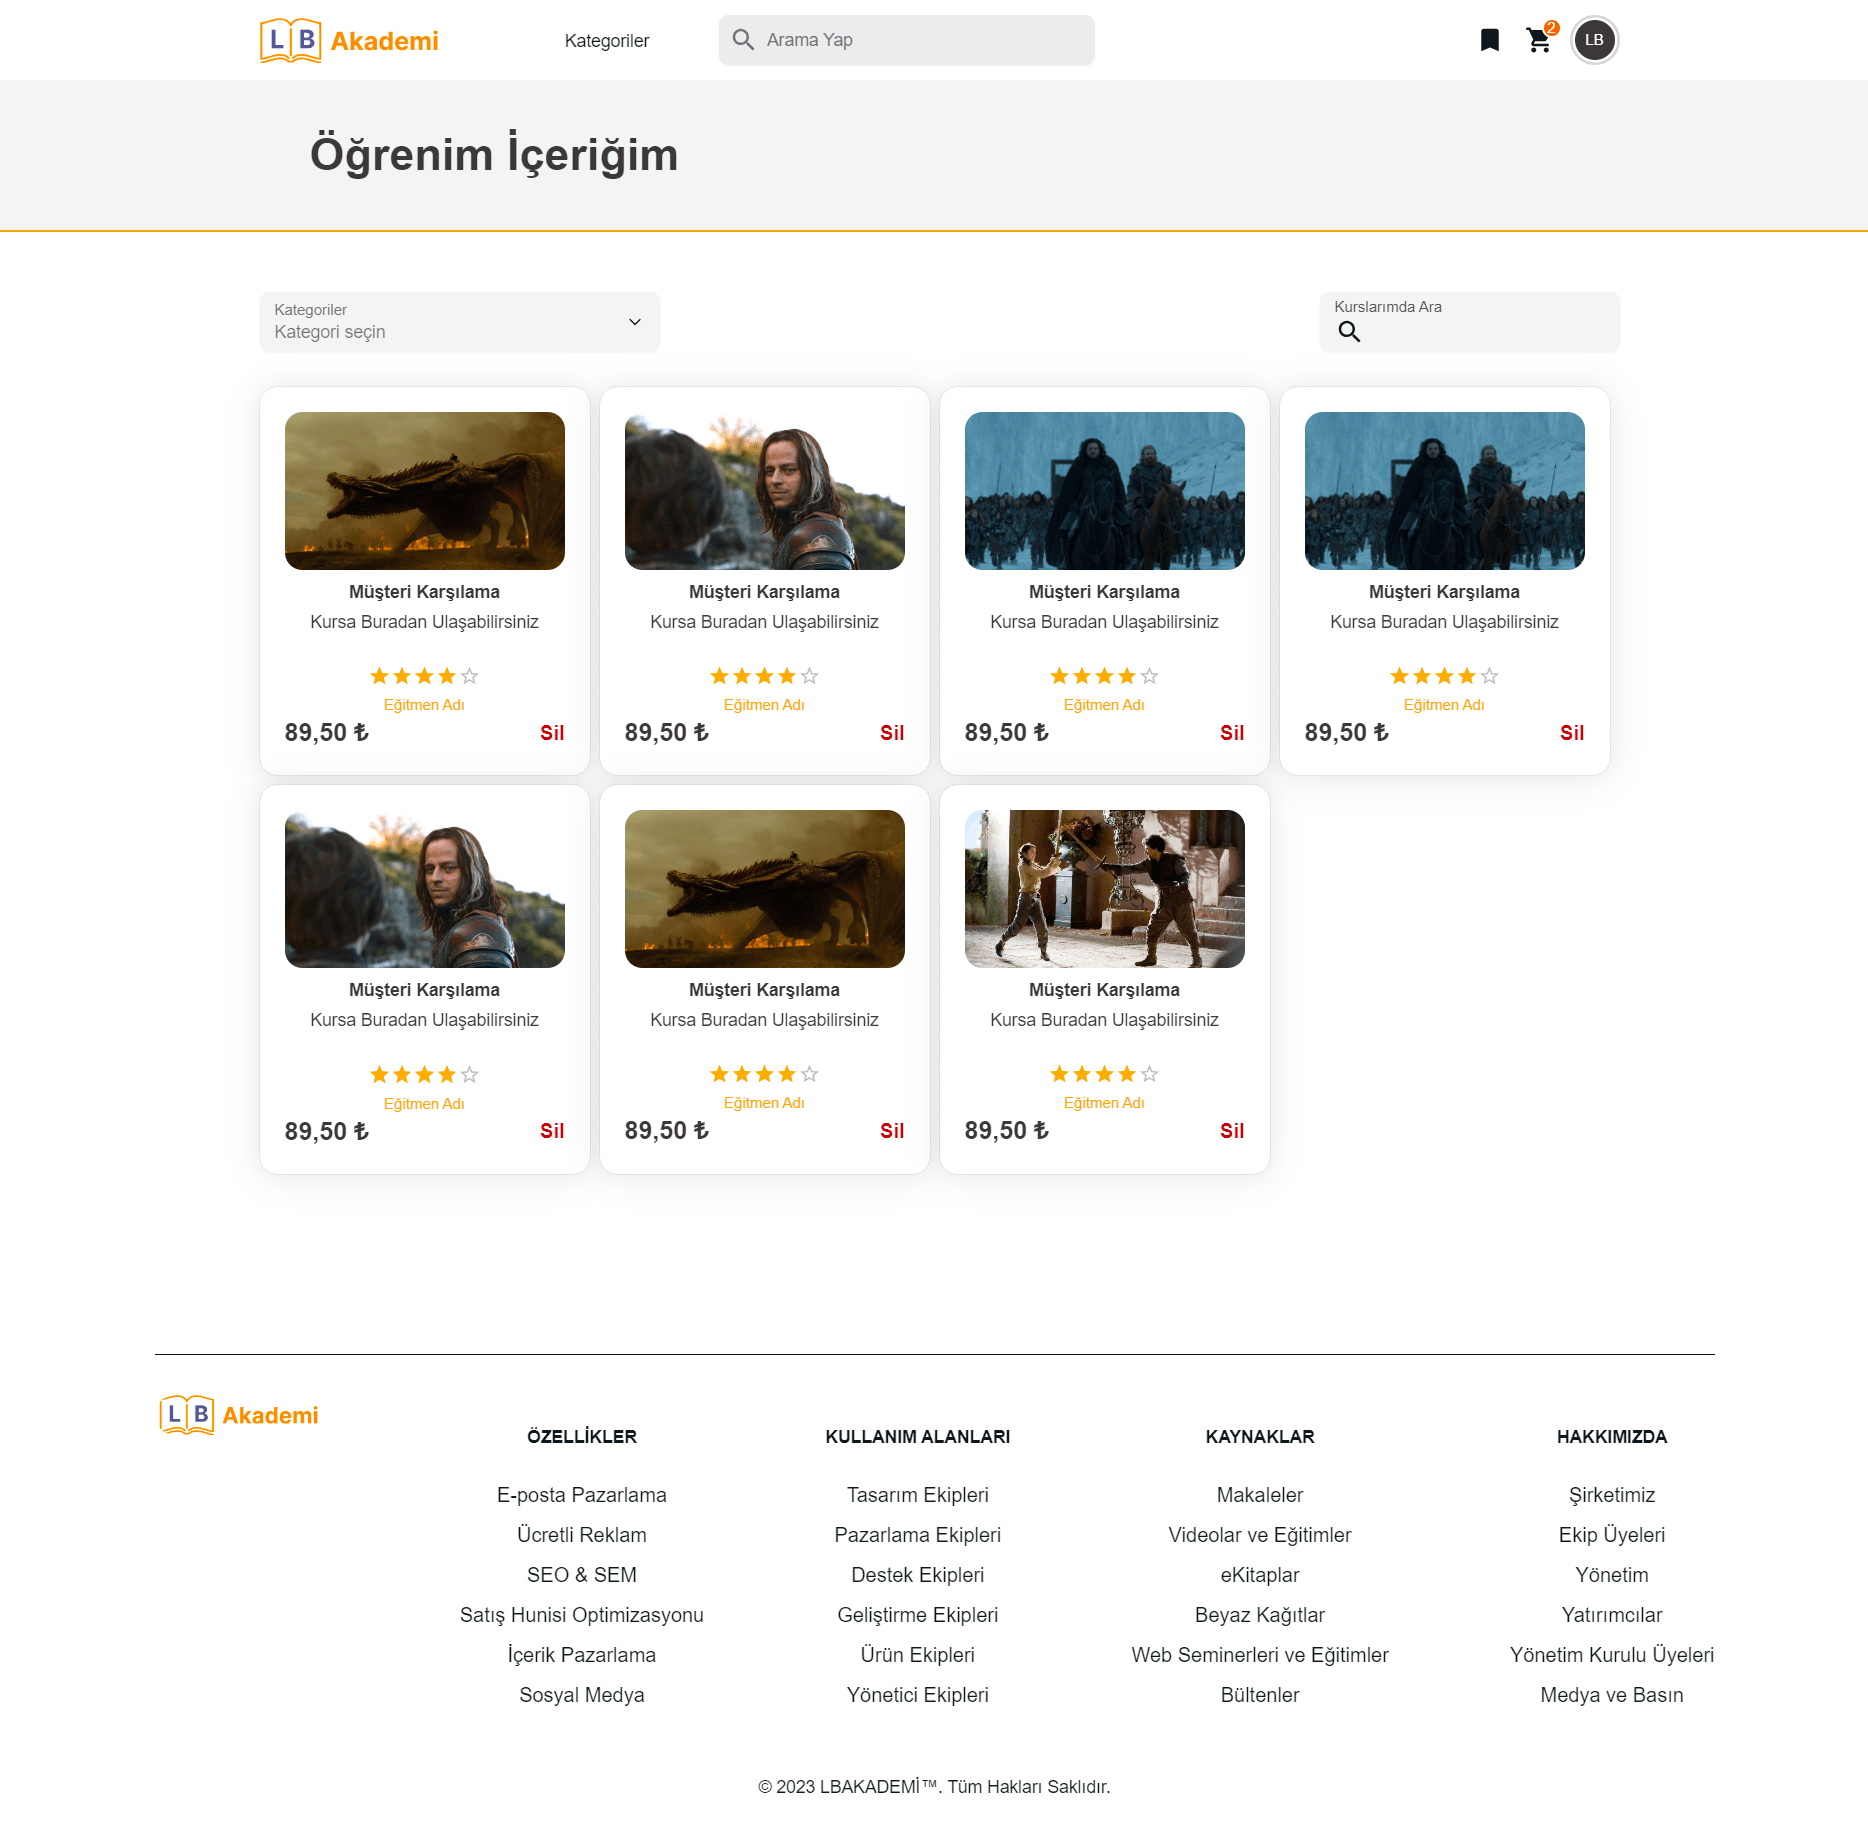 LB Akademi
Kategoriler
Arama Yap
2
LB
Öğrenim İçeriğim
Kategoriler
Kategori seçin
Kurslarımda Ara
Müşteri Karşılama
Kursa Buradan Ulaşabilirsiniz
Eğitmen Adı
89,50 ₺ Sil
Müşteri Karşılama
Kursa Buradan Ulaşabilirsiniz
Eğitmen Adı
89,50 ₺ Sil
Müşteri Karşılama
Kursa Buradan Ulaşabilirsiniz
Eğitmen Adı
89,50 ₺ Sil
Müşteri Karşılama
Kursa Buradan Ulaşabilirsiniz
Eğitmen Adı
89,50 ₺ Sil
Müşteri Karşılama
Kursa Buradan Ulaşabilirsiniz
Eğitmen Adı
89,50 ₺ Sil
Müşteri Karşılama
Kursa Buradan Ulaşabilirsiniz
Eğitmen Adı
89,50 ₺ Sil
Müşteri Karşılama
Kursa Buradan Ulaşabilirsiniz
Eğitmen Adı
89,50 ₺ Sil
LB Akademi
ÖZELLİKLER
E-posta Pazarlama
Ücretli Reklam
SEO & SEM
Satış Hunisi Optimizasyonu
İçerik Pazarlama
Sosyal Medya
KULLANIM ALANLARI
Tasarım Ekipleri
Pazarlama Ekipleri
Destek Ekipleri
Geliştirme Ekipleri
Ürün Ekipleri
Yönetici Ekipleri
KAYNAKLAR
Makaleler
Videolar ve Eğitimler
eKitaplar
Beyaz Kağıtlar
Web Seminerleri ve Eğitimler
Bültenler
HAKKIMIZDA
Şirketimiz
Ekip Üyeleri
Yönetim
Yatırımcılar
Yönetim Kurulu Üyeleri
Medya ve Basın
© 2023 LBAKADEMİ™. Tüm Hakları Saklıdır.